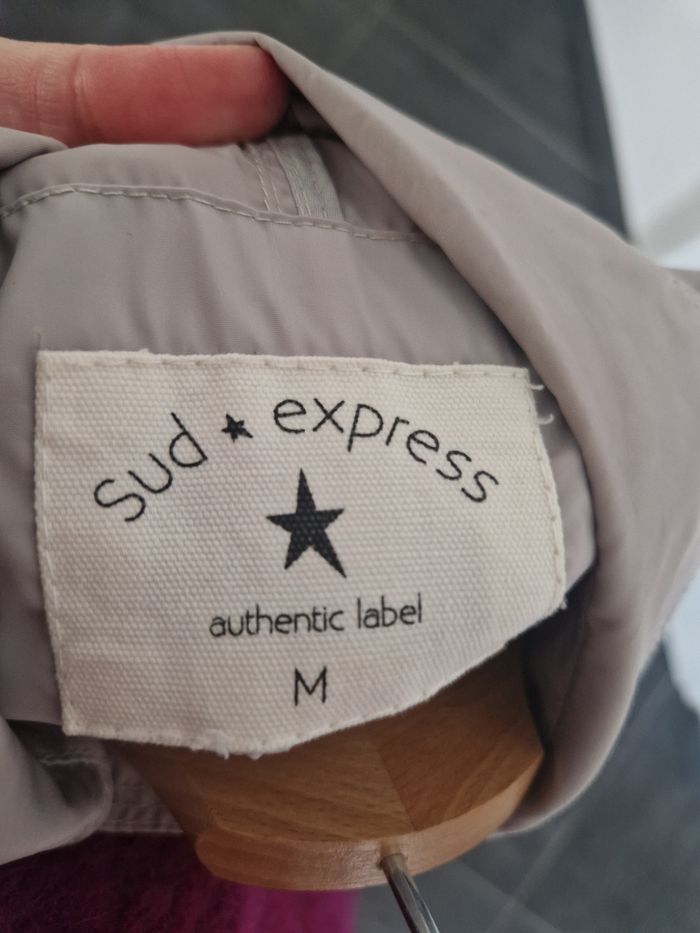 Sud ★ express
authentic label
M